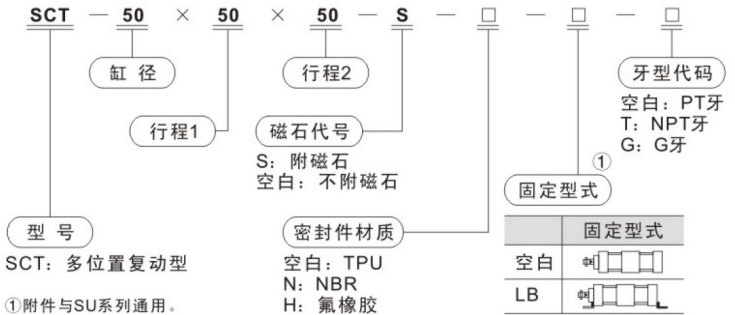 SCT — 50 × 50 × 50 — S — □ — □ — □
缸径
行程2
牙型代码
空白：PT牙
T：NPT牙
G：G牙
行程1
磁石代号
S：附磁石
空白：不附磁石
①
固定型式
型号
SCT：多位置复动型
密封件材质
空白：TPU
N：NBR
H：氟橡胶
固定型式
空白
LB
①附件与SU系列通用。